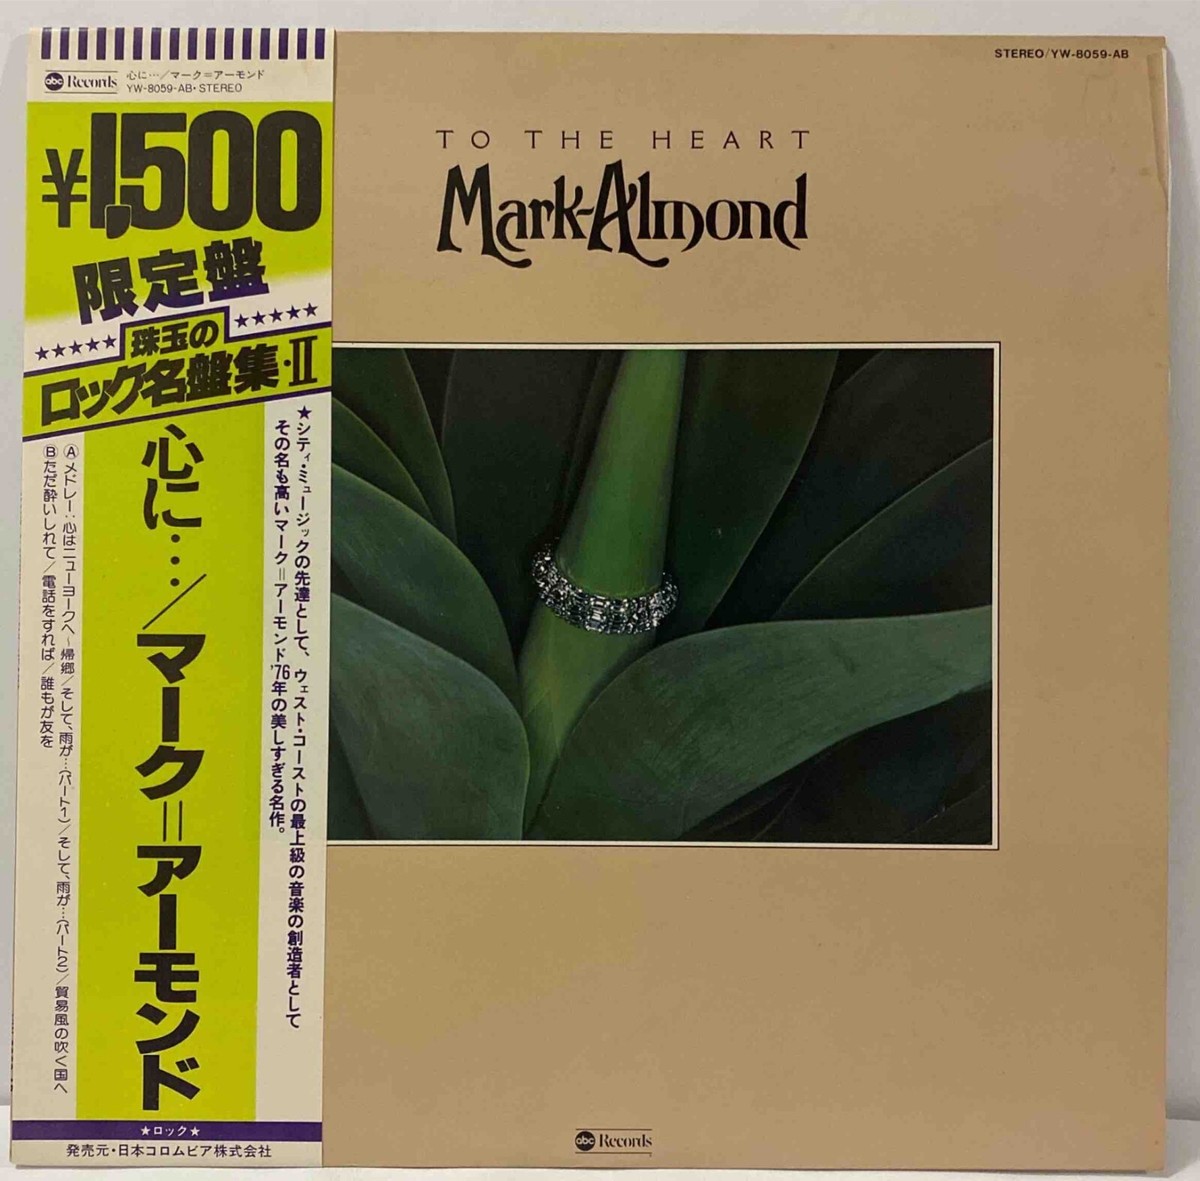 abc Records
心に…／マーク＝アーモンド
YW-8059-AB・STEREO
¥1,500
限定盤
★★★★★ 珠玉の ★★★★★
ロック名盤集・II
★シティ・ミュージックの先達として、ウェスト・コーストの最上級の音楽の創造者として
その名も高いマーク＝アーモンド'76年の美しすぎる名作。
心に…／マーク＝アーモンド
Ⓐメドレー：心はニューヨークへ〜帰郷／そして、雨が…(パート1)／そして、雨が…(パート2)／貿易風の吹く国へ
Ⓑただ酔いしれて／電話をすれば／誰もが友を
★ロック★
発売元・日本コロムビア株式会社
STEREO/YW-8059-AB
TO THE HEART
Mark-Almond
abc Records